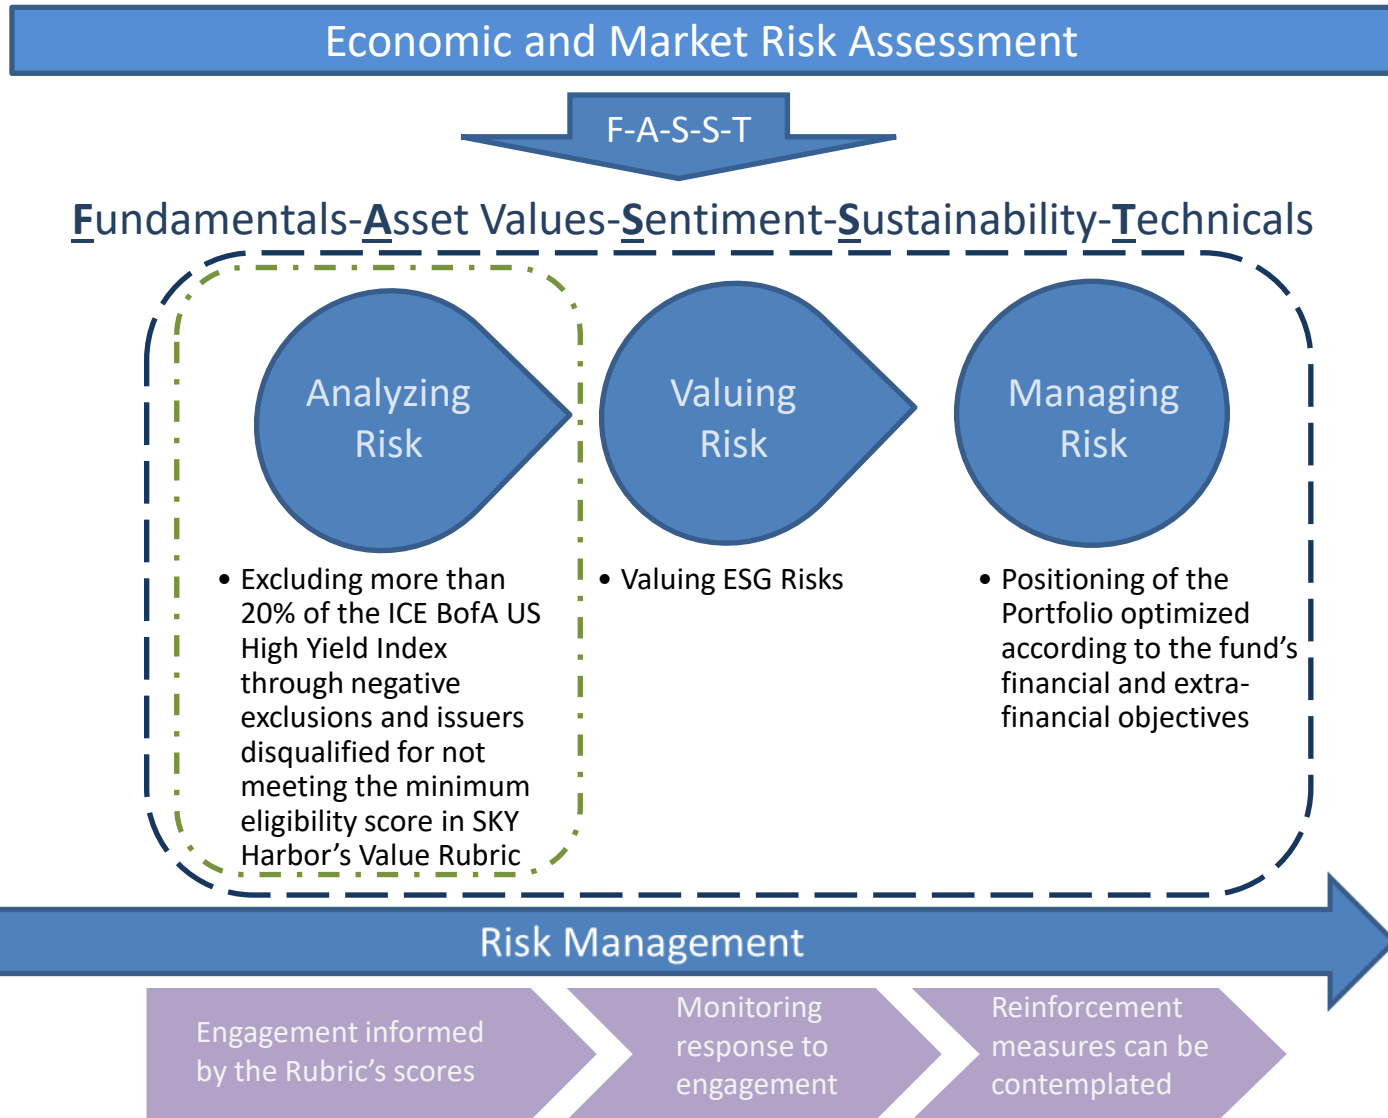 Economic and Market Risk Assessment
F-A-S-S-T
Fundamentals-Asset Values-Sentiment-Sustainability-Technicals
Analyzing
Risk
• Excluding more than
20% of the ICE BofA US
High Yield Index
through negative
exclusions and issuers
disqualified for not
meeting the minimum
eligibility score in SKY
Harbor’s Value Rubric
Valuing
Risk
• Valuing ESG Risks
Managing
Risk
• Positioning of the
Portfolio optimized
according to the fund’s
financial and extra-
financial objectives
Risk Management
Engagement informed
by the Rubric’s scores
Monitoring
response to
engagement
Reinforcement
measures can be
contemplated